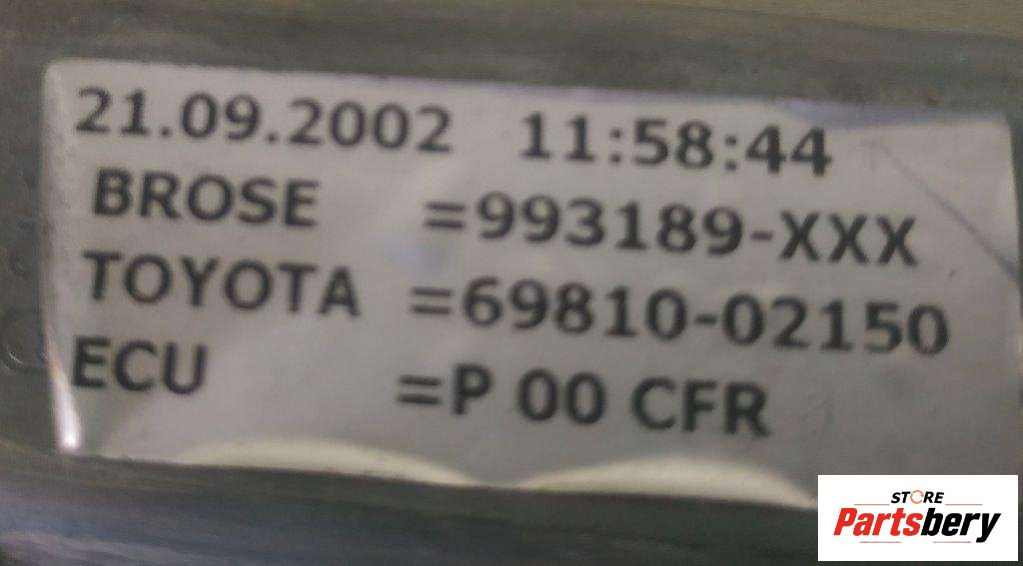 21.09.2002 11:58:44
BROSE =993189-XXX
TOYOTA =69810-02150
ECU =P 00 CFR
STORE
Partsbery